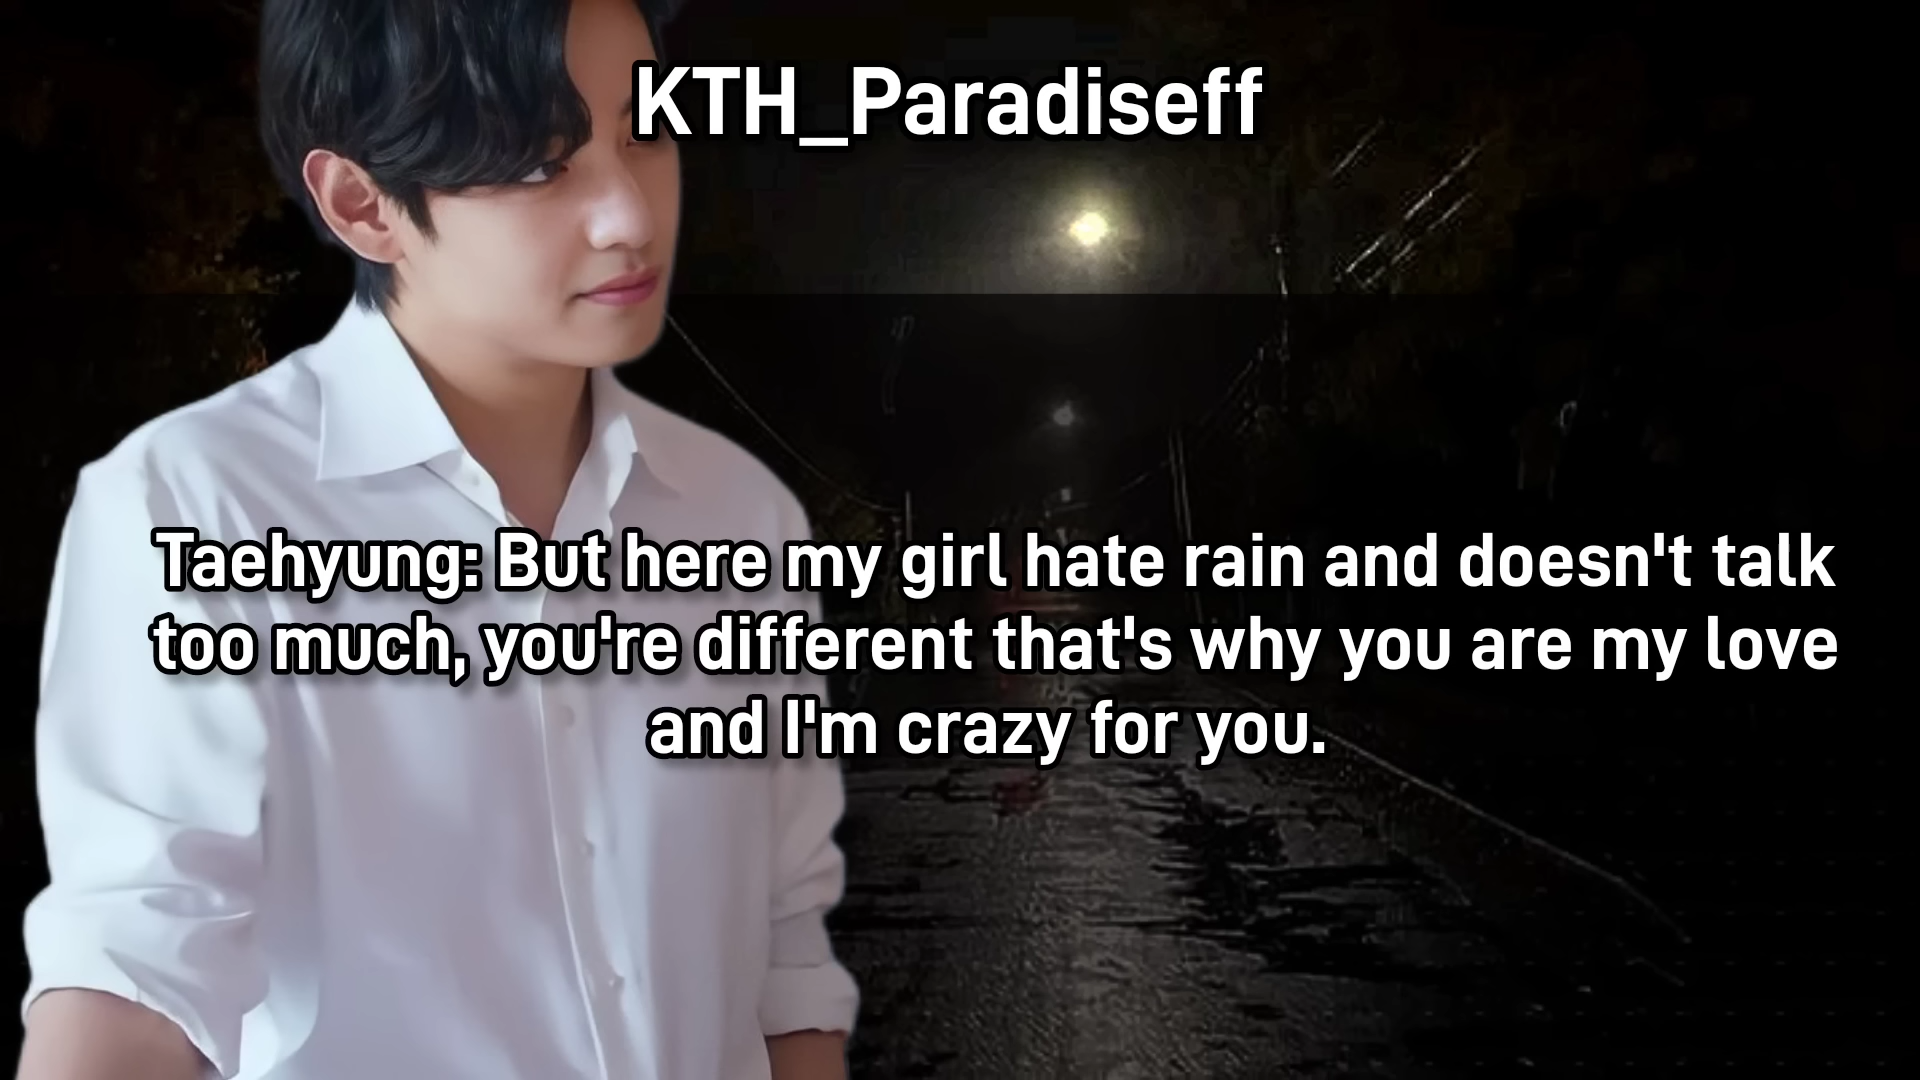 KTH_Paradiseff
Taehyung: But here my girl hate rain and doesn't talk
too much, you're different that's why you are my love
and I'm crazy for you.